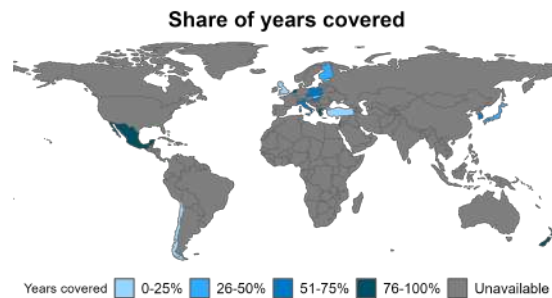 Share of years covered
Years covered 0-25% 26-50% 51-75% 76-100% Unavailable